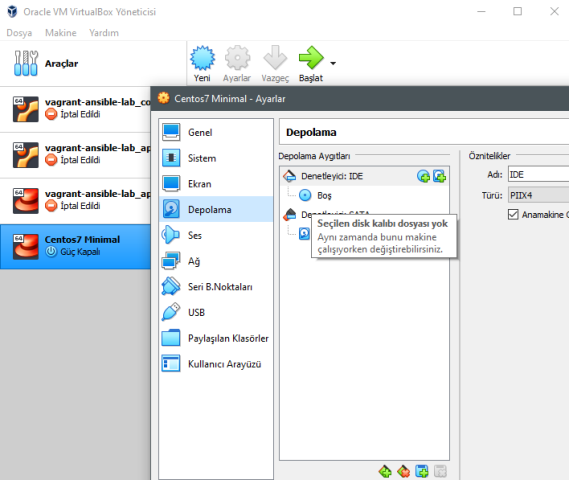 Oracle VM VirtualBox Yöneticisi
Dosya Makine Yardım
Araçlar
Yeni Ayarlar Vazgeç Başlat
Centos7 Minimal - Ayarlar
64 vagrant-ansible-lab_co
İptal Edildi
64 vagrant-ansible-lab_ap
İptal Edildi
64 vagrant-ansible-lab_ap
İptal Edildi
64 Centos7 Minimal
Güç Kapalı
Genel
Sistem
Ekran
Depolama
Ses
Ağ
Seri B.Noktaları
USB
Paylaşılan Klasörler
Kullanıcı Arayüzü
Depolama
Depolama Aygıtları
Denetleyici: IDE
Boş
Denetleyici: SATA
Seçilen disk kalıbı dosyası yok
Aynı zamanda bunu makine
çalışıyorken değiştirebilirsiniz.
Öznitelikler
Adı: IDE
Türü: PIIX4
Anamakine